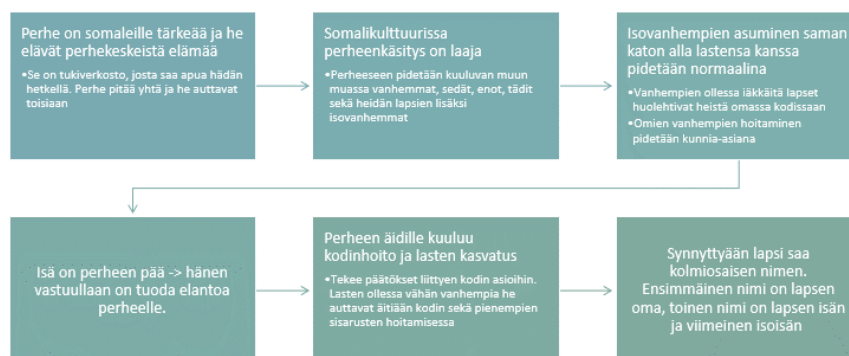 Perhe on somaleille tärkeää ja he
elävät perhekeskeistä elämää
•Se on tukiverkosto, josta saa apua hädän
hetkellä. Perhe pitää yhtä ja he auttavat
toisiaan
Somalikulttuurissa
perheenkäsitys on laaja
•Perheeseen pidetään kuuluvan muun
muassa vanhemmat, sedät, enot, tädit
sekä heidän lapsien lisäksi
isovanhemmat
Isovanhempien asuminen saman
katon alla lastensa kanssa
pidetään normaalina
•Vanhempien ollessa iäkkäitä lapset
huolehtivat heistä omassa kodissaan
•Omien vanhempien hoitaminen
pidetään kunnia-asiana
Isä on perheen pää -> hänen
vastuullaan on tuoda elantoa
perheelle.
Perheen äidille kuuluu
kodinhoito ja lasten kasvatus
•Tekee päätökset liittyen kodin asioihin.
Lasten ollessa vähän vanhempia he
auttavat äitiään kodin sekä pienempien
sisarusten hoitamisessa
Synnyttyään lapsi saa
kolmiosaisen nimen.
Ensimmäinen nimi on lapsen
oma, toinen nimi on lapsen isän
ja viimeinen isoisän